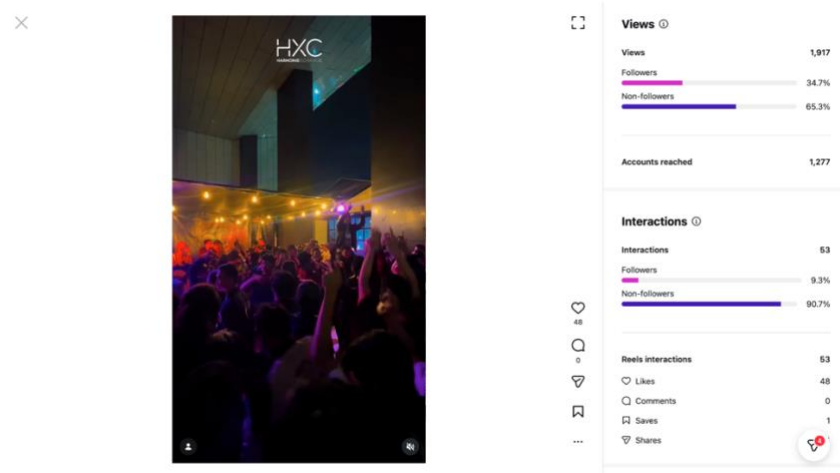 HXC
Views
Views
1,917
Followers
34.7%
Non-followers
65.3%
Accounts reached
1,277
Interactions
Interactions
53
Followers
9.3%
Non-followers
90.7%
48
0
Reels interactions
53
Likes
48
Comments
0
Saves
1
Shares
4